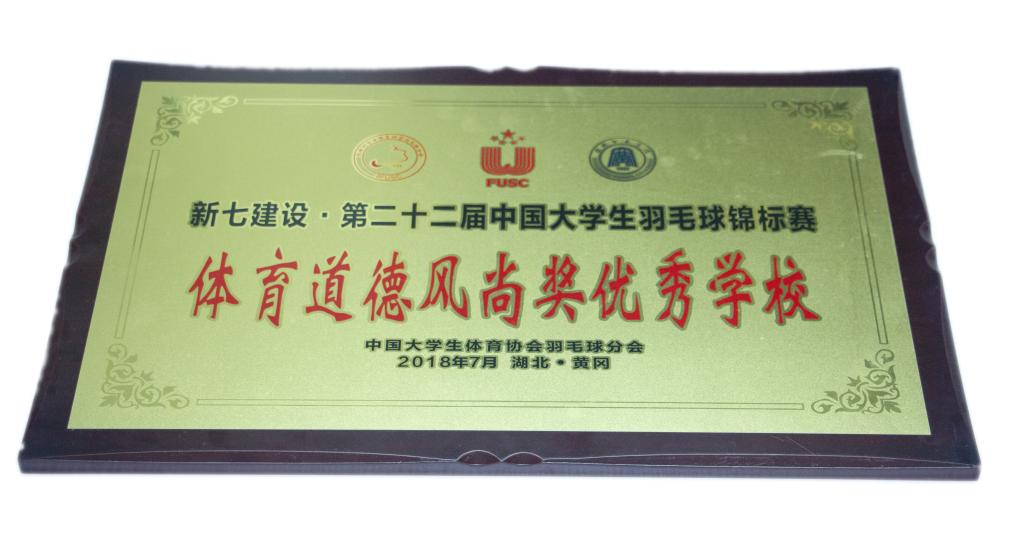 FUSC
新七建设·第二十二届中国大学生羽毛球锦标赛
体育道德风尚奖优秀学校
中国大学生体育协会羽毛球分会
2018年7月 湖北·黄冈